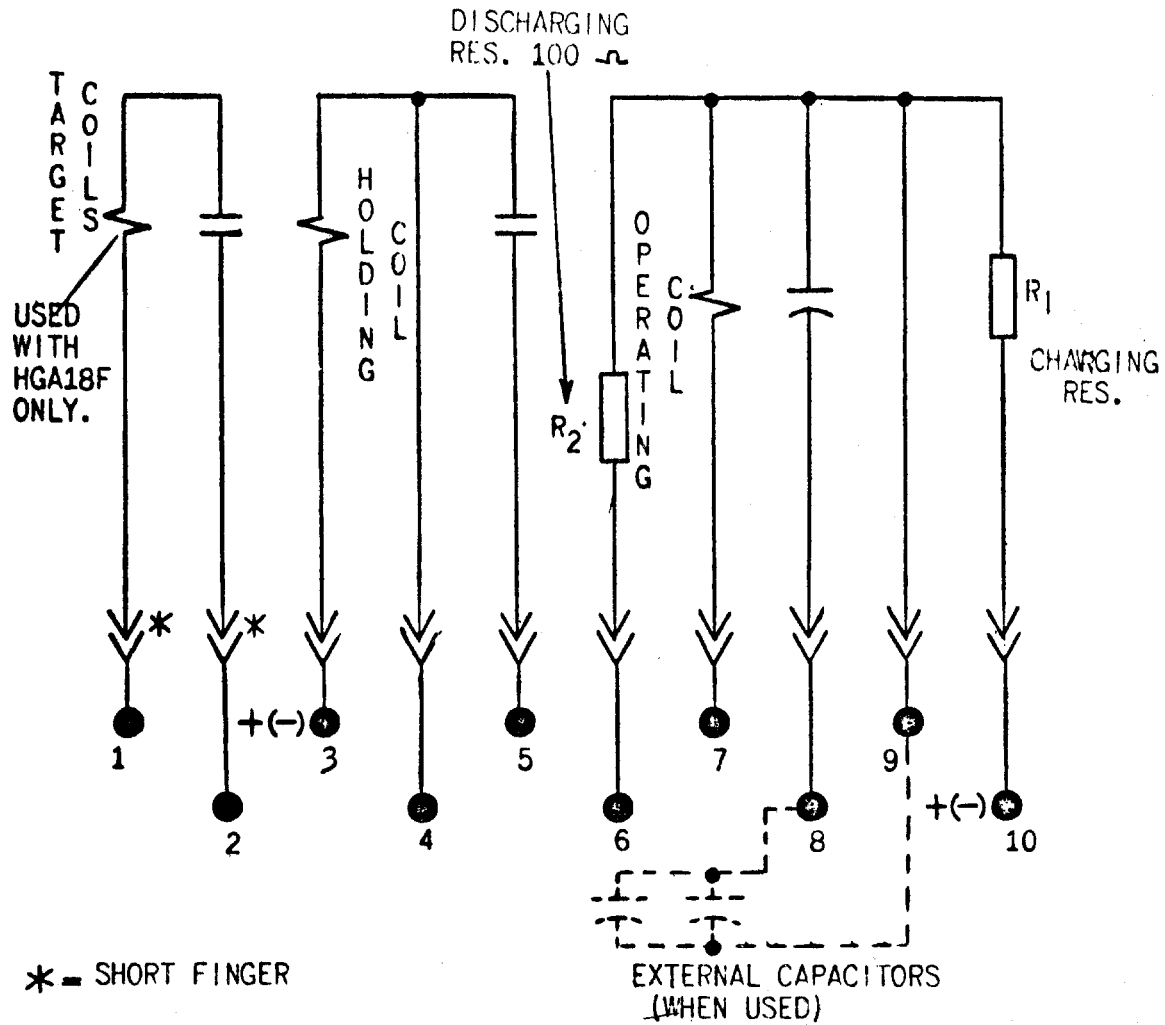 DISCHARGING
RES. 100 Ω
TARGET
COILS
USED
WITH
HGA18F
ONLY.
HOLDING
COIL
R2
OPERATING
COIL
R1
CHARGING
RES.
* *
1
2
+(-) 3
4
5
6
7
8
9
+(-) 10
* = SHORT FINGER
EXTERNAL CAPACITORS
(WHEN USED)